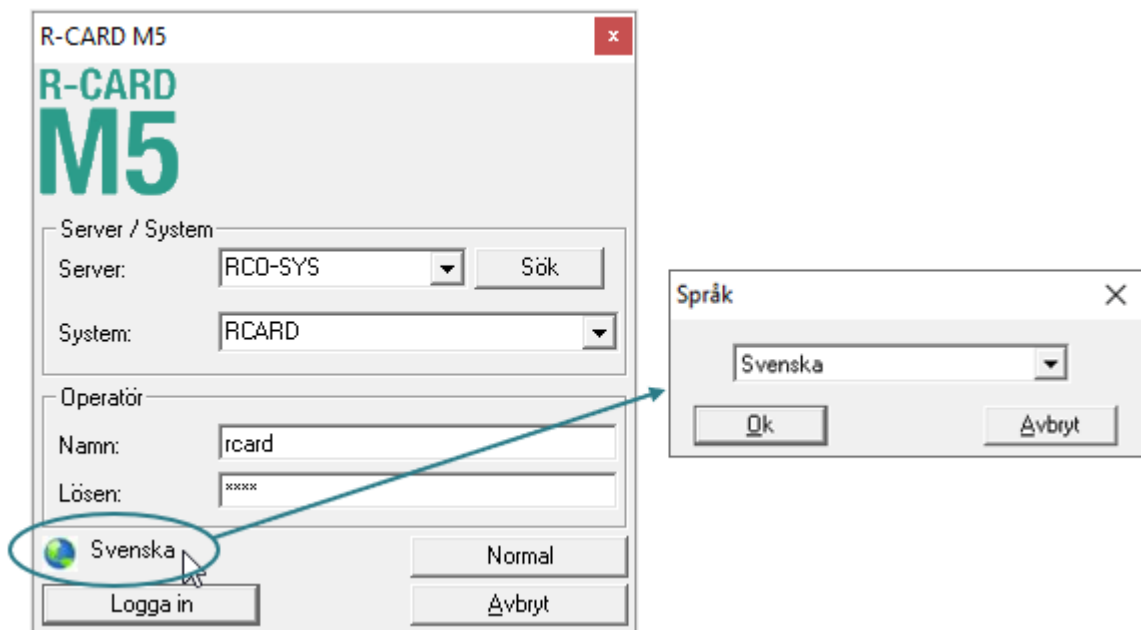 R-CARD M5
x
R-CARD
M5
Server / System
Server: RCO-SYS Sök
System: RCARD
Operatör
Namn: rcard
Lösen: ****
Svenska Normal
Logga in Avbryt
Språk
Svenska
Ok Avbryt